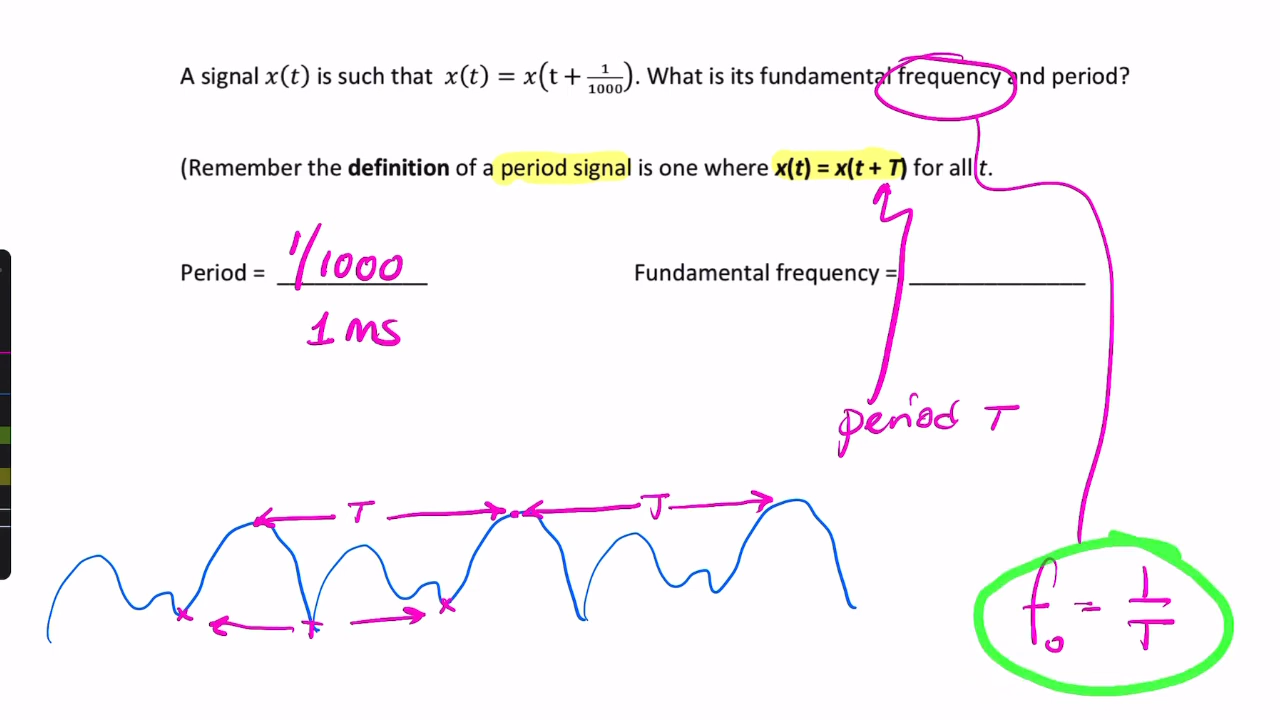 A signal x(t) is such that x(t) = x(t + 1/1000). What is its fundamental frequency and period?
(Remember the definition of a period signal is one where x(t) = x(t + T) for all t.
Period = 1/1000 Fundamental frequency = ______________
1 ms
period T
T T
T
f₀ = 1/T